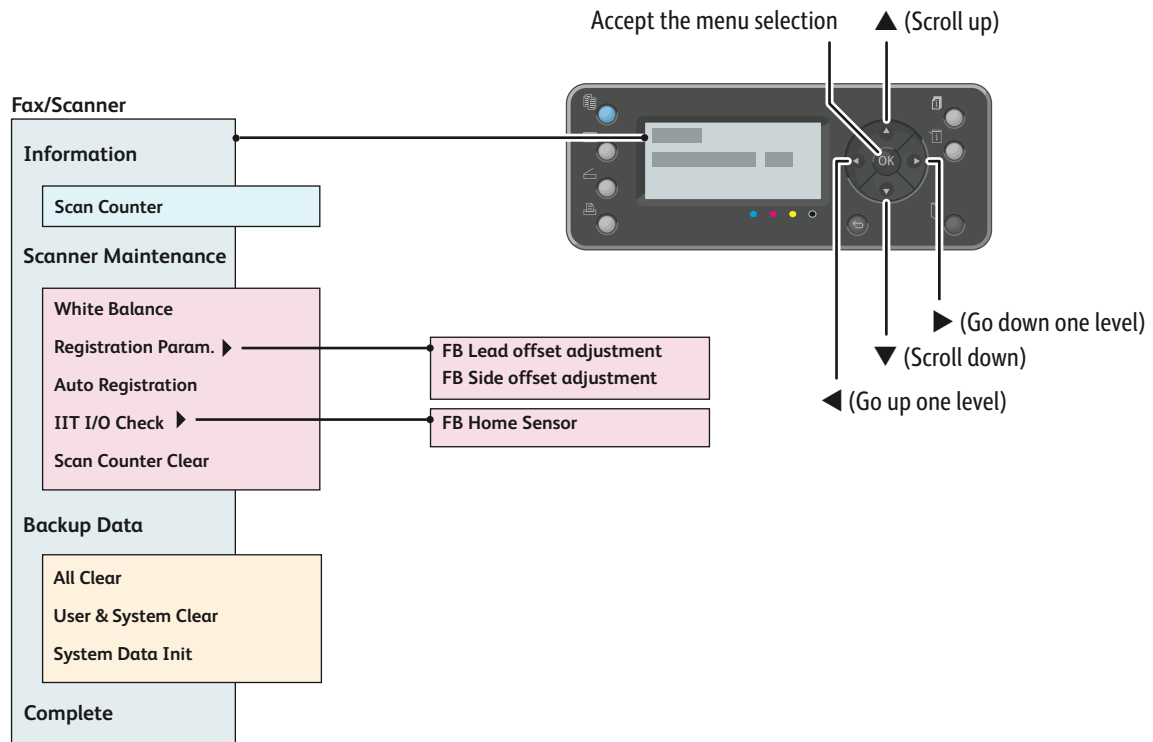 Accept the menu selection
▲ (Scroll up)
Fax/Scanner
Information
Scan Counter
Scanner Maintenance
White Balance
Registration Param. ▶
FB Lead offset adjustment
FB Side offset adjustment
Auto Registration
IIT I/O Check ▶
FB Home Sensor
Scan Counter Clear
Backup Data
All Clear
User & System Clear
System Data Init
Complete
OK
▶ (Go down one level)
▼ (Scroll down)
◀ (Go up one level)